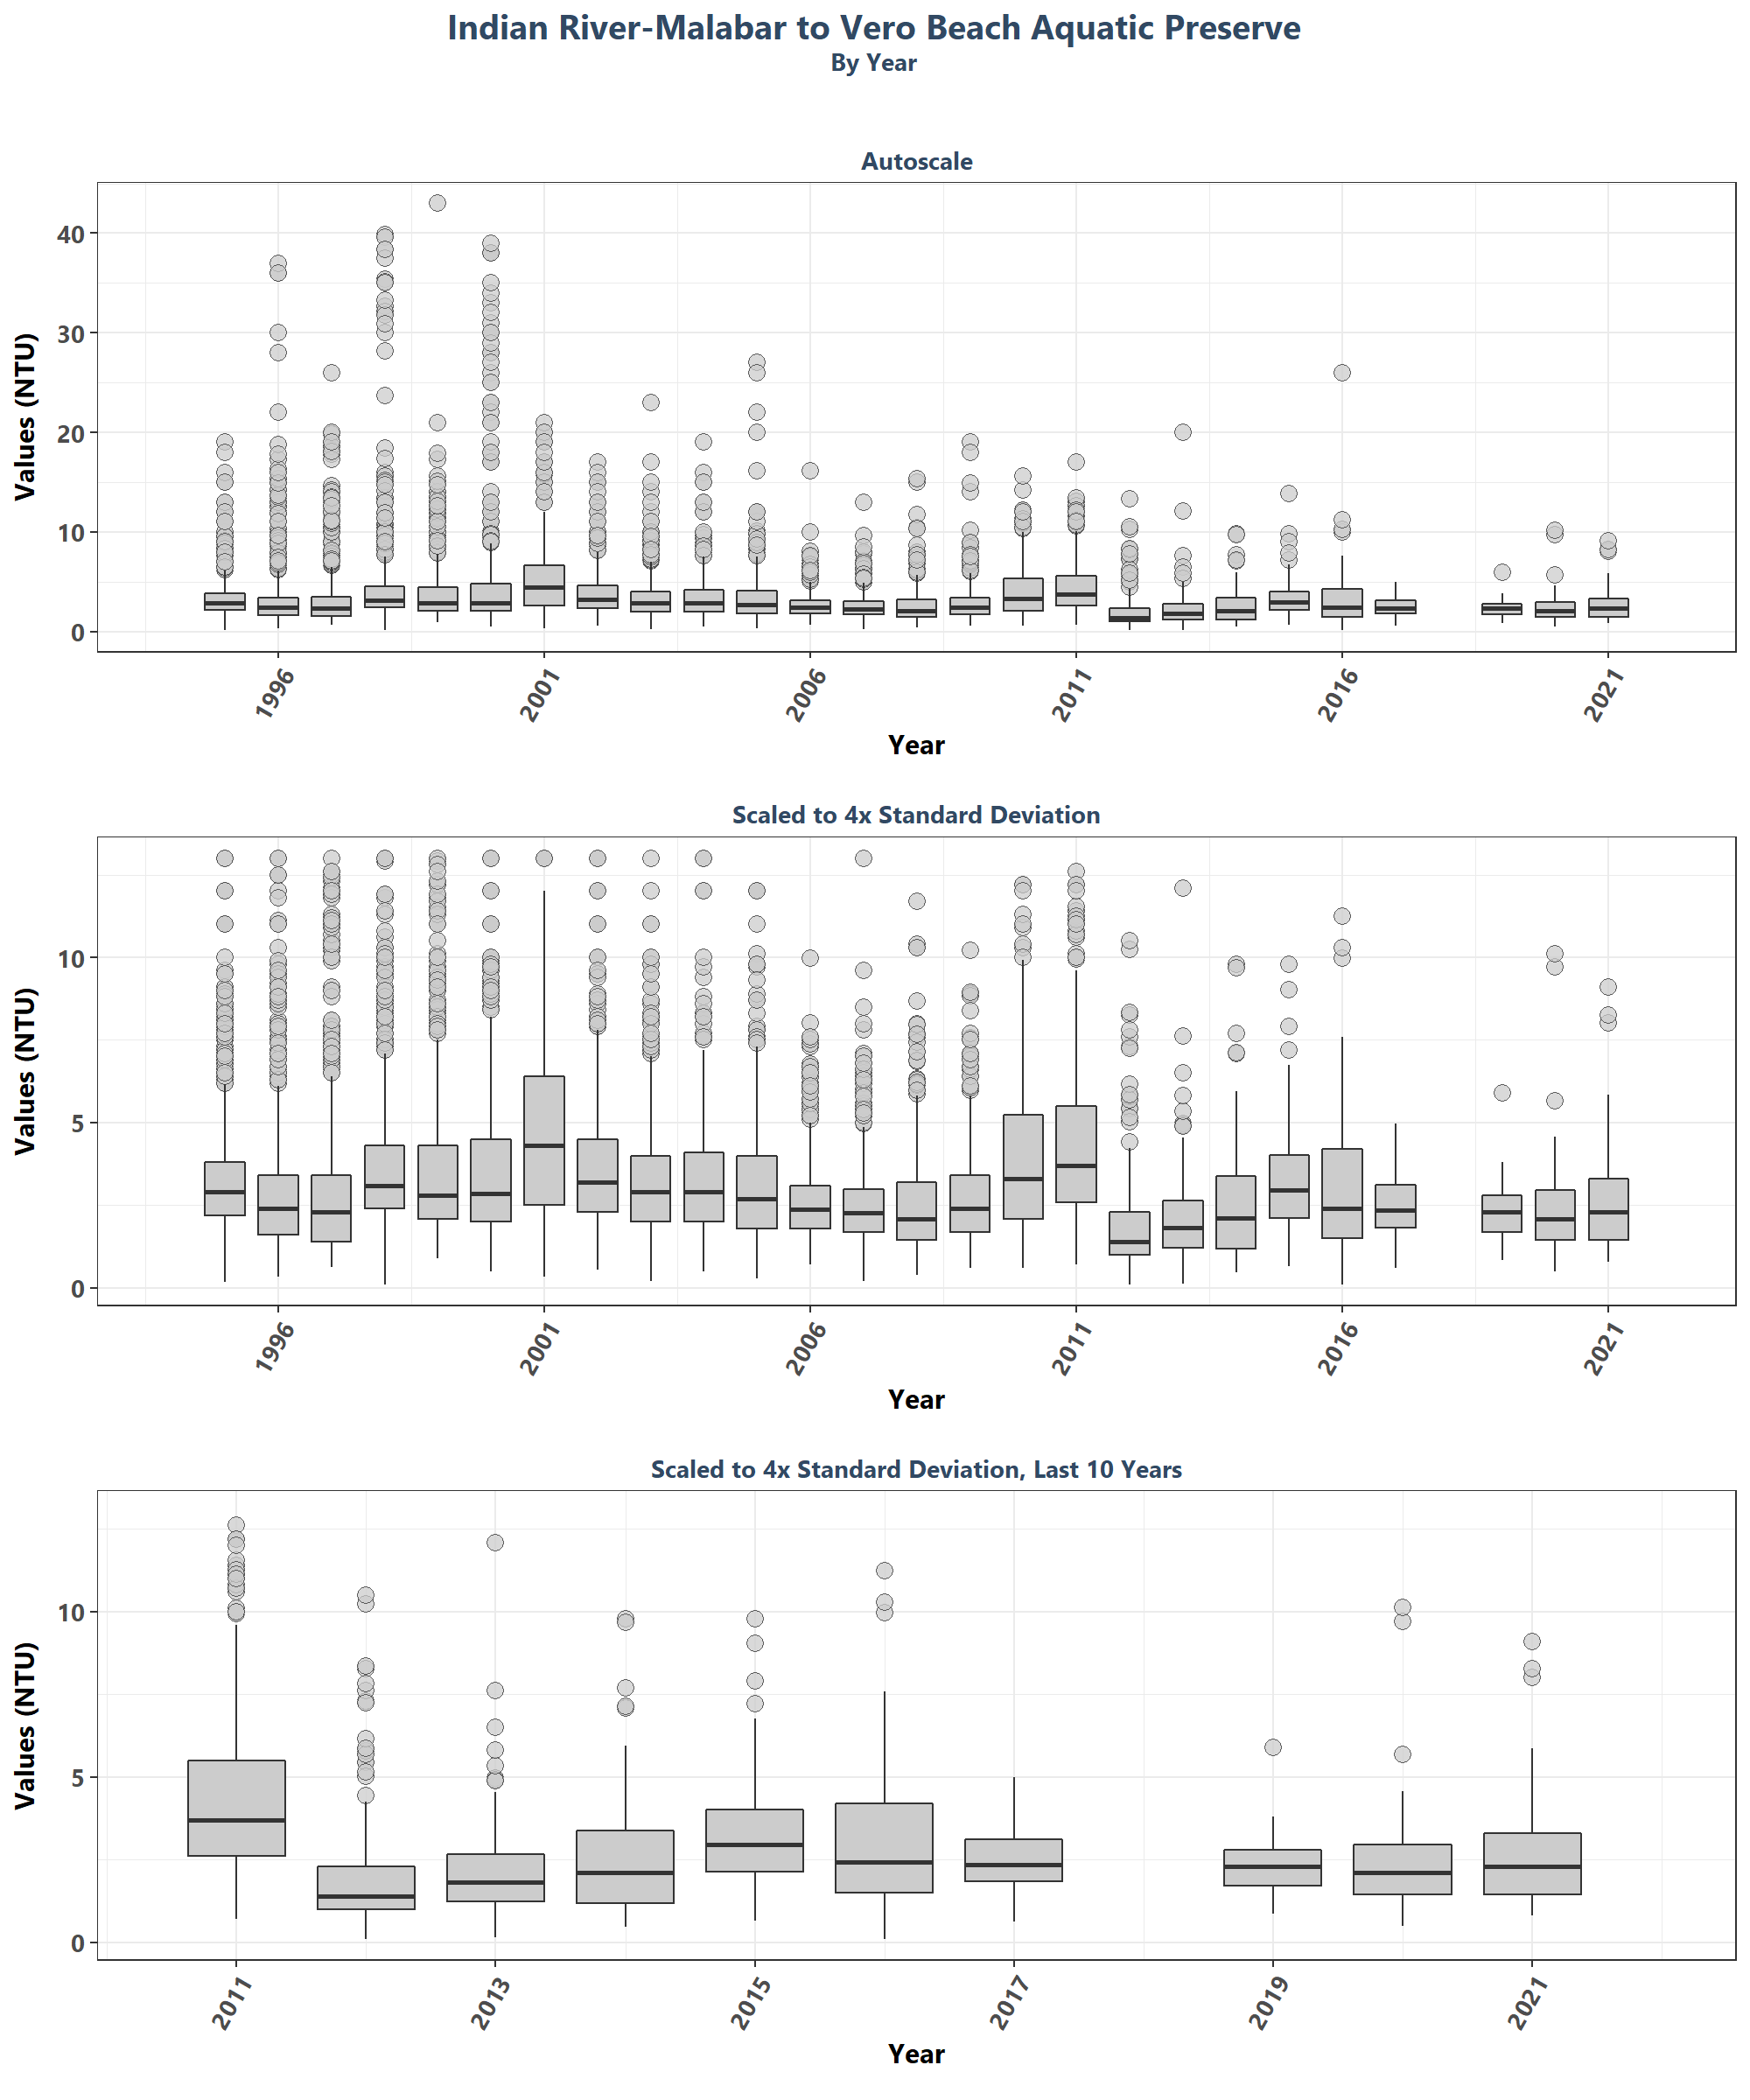 Indian River-Malabar to Vero Beach Aquatic Preserve
By Year
Autoscale
Values (NTU)
40
30
20
10
0
1996 2001 2006 2011 2016 2021
Year
Scaled to 4x Standard Deviation
Values (NTU)
10
5
0
1996 2001 2006 2011 2016 2021
Year
Scaled to 4x Standard Deviation, Last 10 Years
Values (NTU)
10
5
0
2011 2013 2015 2017 2019 2021
Year